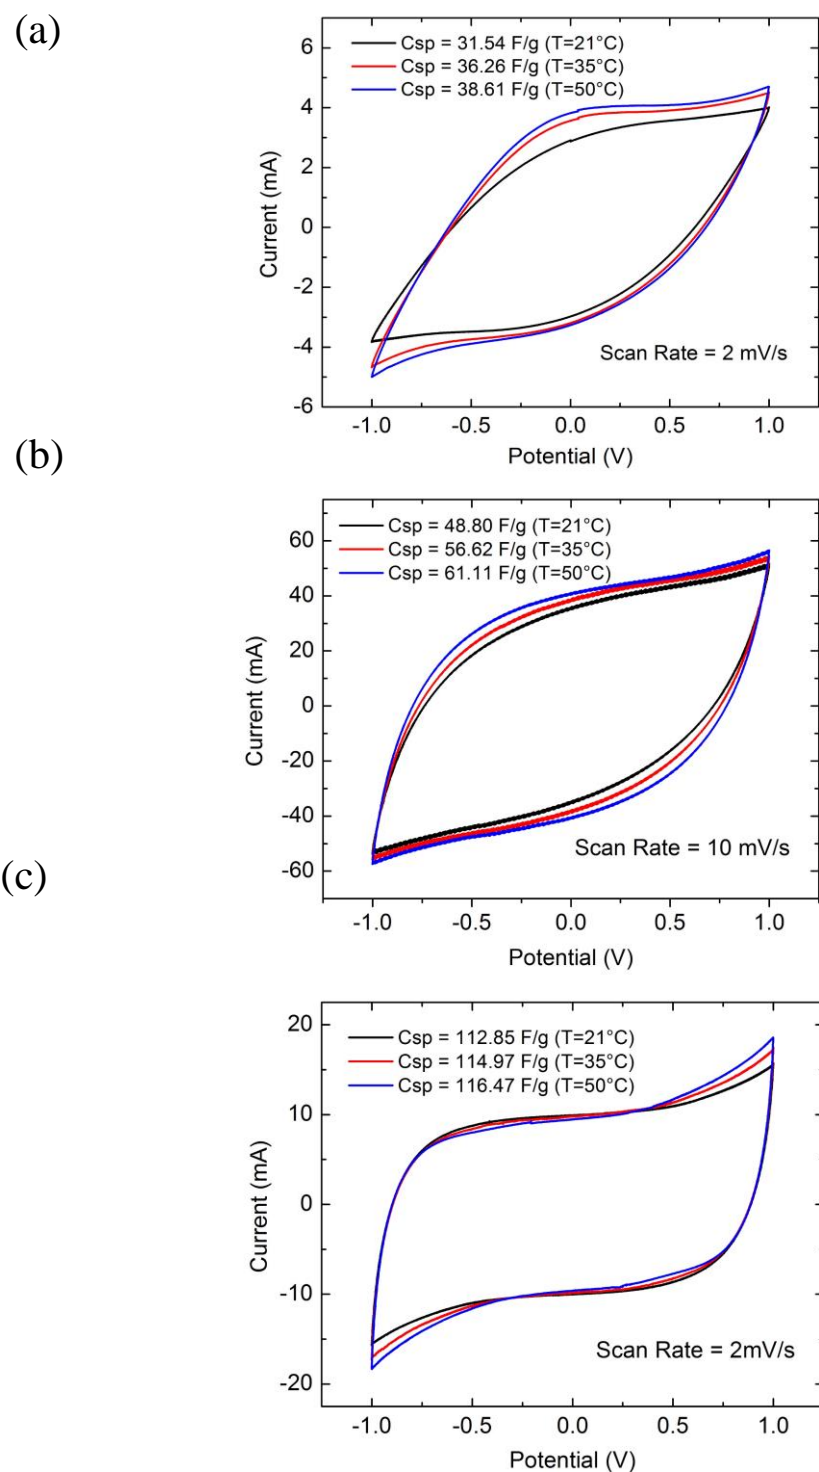 (a)
6
4
2
0
-2
-4
-6
Current (mA)
Csp = 31.54 F/g (T=21°C)
Csp = 36.26 F/g (T=35°C)
Csp = 38.61 F/g (T=50°C)
Scan Rate = 2 mV/s
-1.0 -0.5 0.0 0.5 1.0
Potential (V)
(b)
60
40
20
0
-20
-40
-60
Current (mA)
Csp = 48.80 F/g (T=21°C)
Csp = 56.62 F/g (T=35°C)
Csp = 61.11 F/g (T=50°C)
Scan Rate = 10 mV/s
-1.0 -0.5 0.0 0.5 1.0
Potential (V)
(c)
20
10
0
-10
-20
Current (mA)
Csp = 112.85 F/g (T=21°C)
Csp = 114.97 F/g (T=35°C)
Csp = 116.47 F/g (T=50°C)
Scan Rate = 2mV/s
-1.0 -0.5 0.0 0.5 1.0
Potential (V)